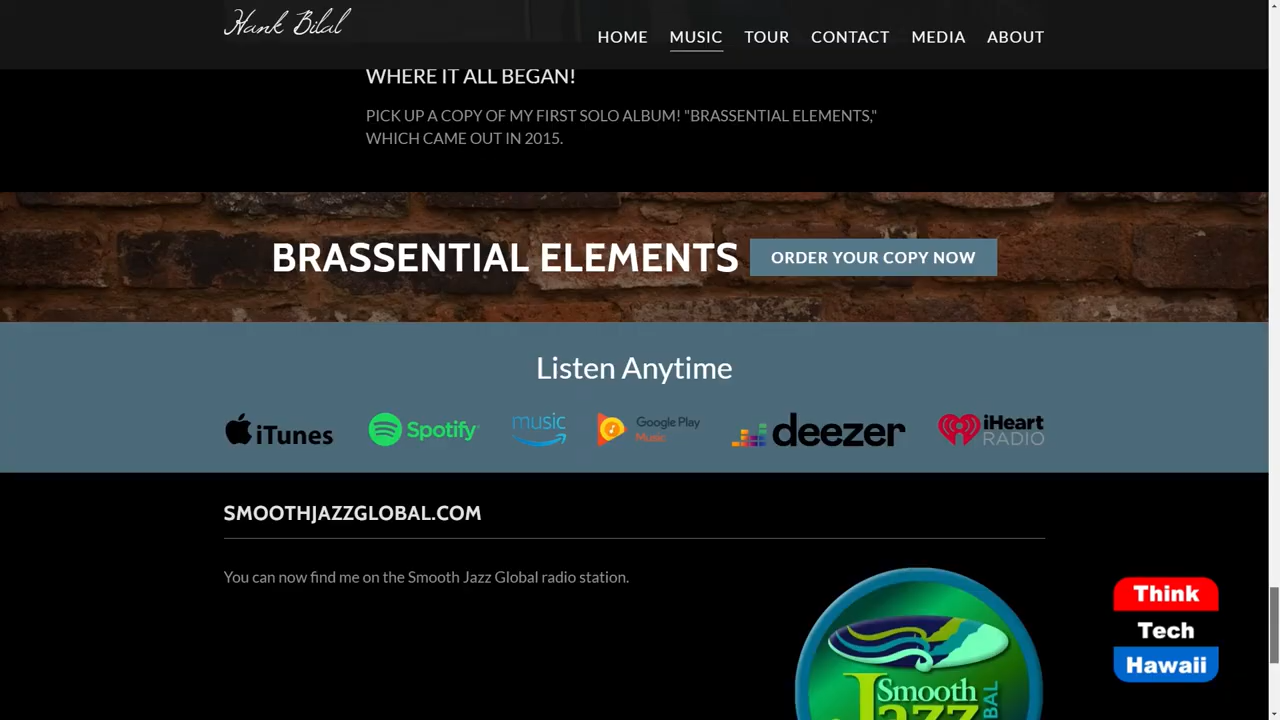 Hank Bilal
HOME MUSIC TOUR CONTACT MEDIA ABOUT
WHERE IT ALL BEGAN!
PICK UP A COPY OF MY FIRST SOLO ALBUM! "BRASSENTIAL ELEMENTS,"
WHICH CAME OUT IN 2015.
BRASSENTIAL ELEMENTS ORDER YOUR COPY NOW
Listen Anytime
iTunes Spotify music Google Play Music deezer iHeart RADIO
SMOOTHJAZZGLOBAL.COM
You can now find me on the Smooth Jazz Global radio station.
Smooth
Jazz
BAL
Think
Tech
Hawaii